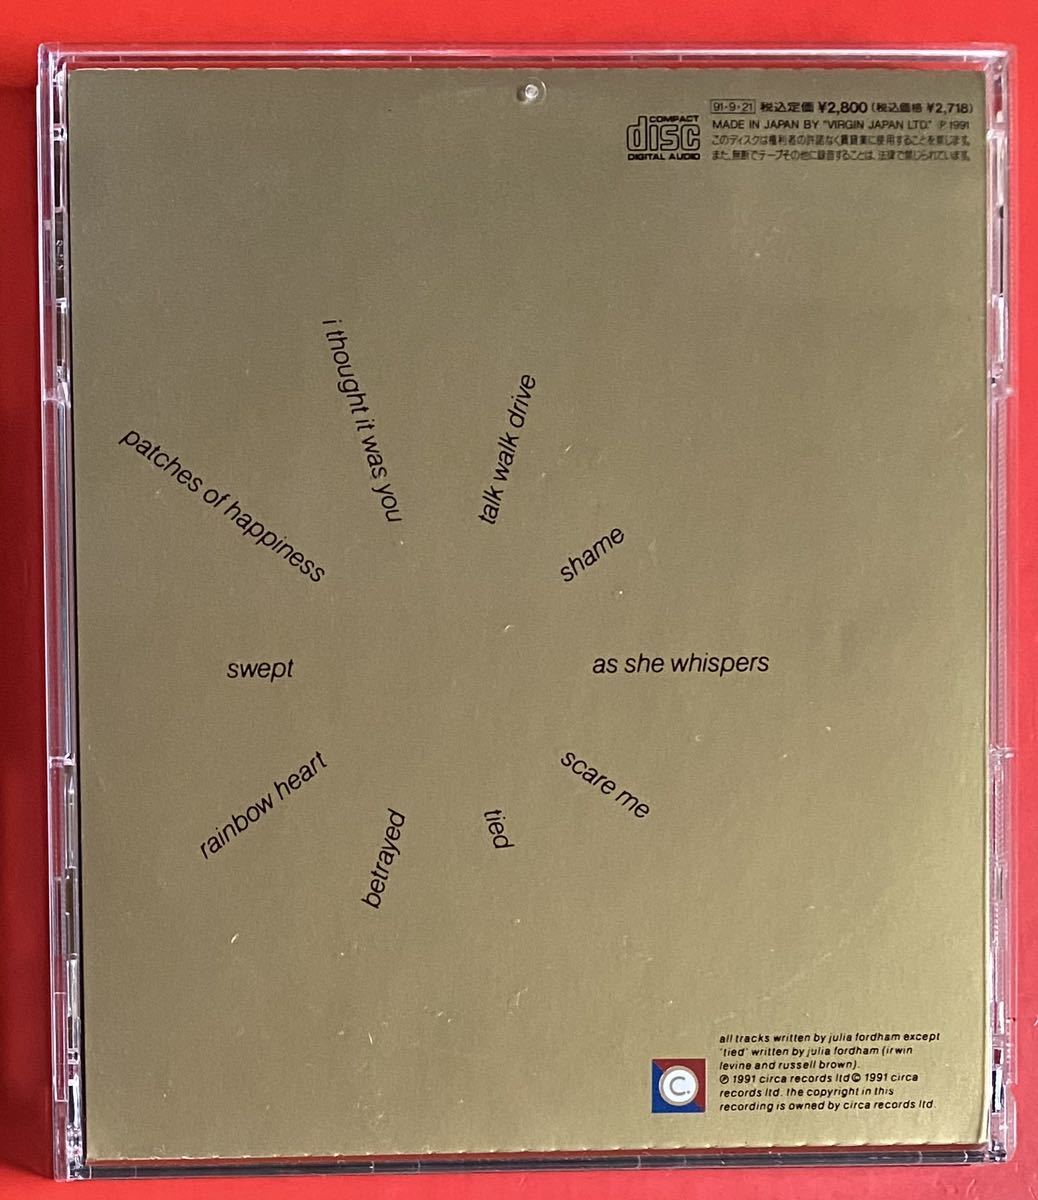 COMPACT
disc
DIGITAL AUDIO
91・9・21 税込定価 ¥2,800 (税込価格 ¥2,718)
MADE IN JAPAN BY "VIRGIN JAPAN LTD." ℗1991
このディスクは権利者の許諾なく賃貸業に使用することを禁じます。
また、無断でテープその他に録音することは、法律で禁じられています。
i thought it was you
talk walk drive
patches of happiness
shame
swept
as she whispers
rainbow heart
scare me
betrayed
tied
C.
all tracks written by julia fordham except
'tied' written by julia fordham (irwin
levine and russell brown).
℗ 1991 circa records ltd © 1991 circa
records ltd. the copyright in this
recording is owned by circa records ltd.